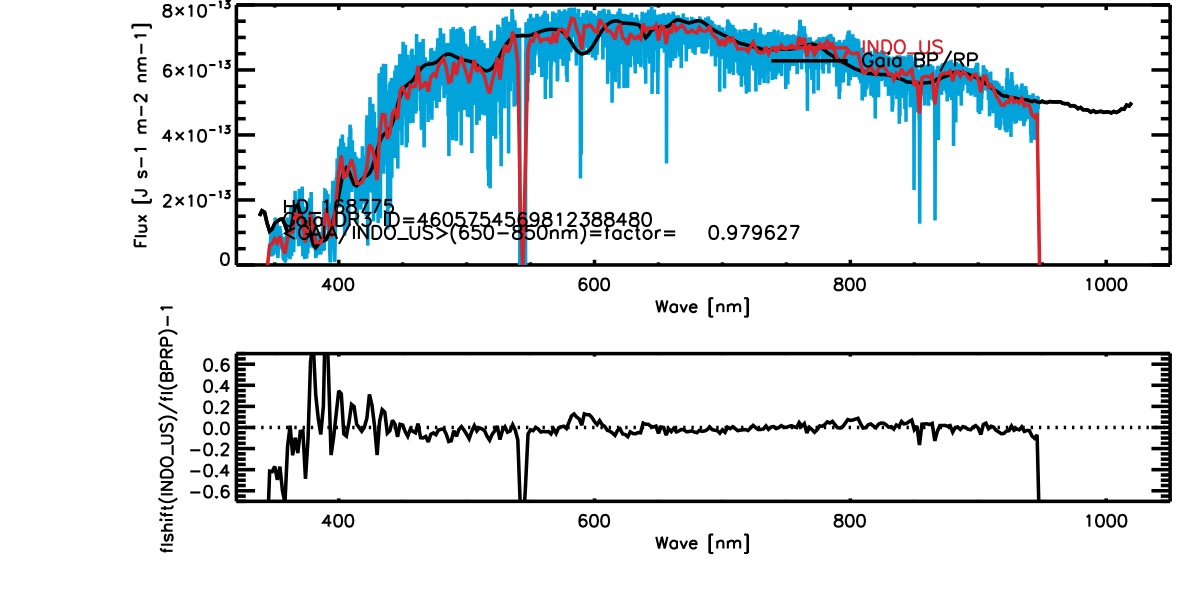 8×10−13
6×10−13
4×10−13
2×10−13
0
Flux [J s−1 m−2 nm−1]
INDO_US
Gaia BP/RP
HD_168775
Gaia DR3 ID=4605754569812388480
<GAIA/INDO_US>(650−850nm)=factor= 0.979627
400 600 800 1000
Wave [nm]
flshift(INDO_US)/fl(BPRP)−1
0.6
0.4
0.2
0.0
−0.2
−0.4
−0.6
400 600 800 1000
Wave [nm]